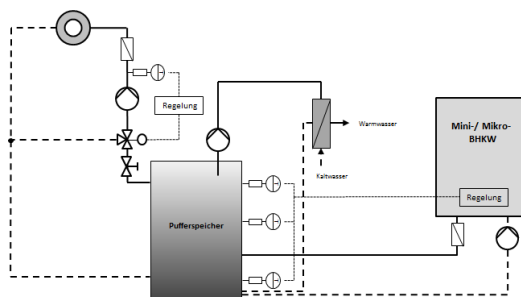 Regelung
Warmwasser
Kaltwasser
Mini-/ Mikro-
BHKW
Regelung
Pufferspeicher